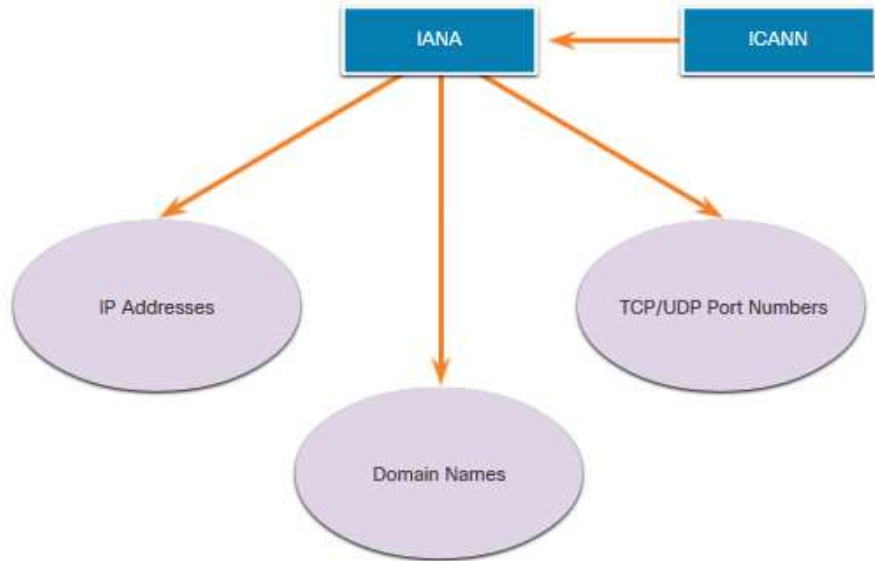 IANA
ICANN
IP Addresses
TCP/UDP Port Numbers
Domain Names